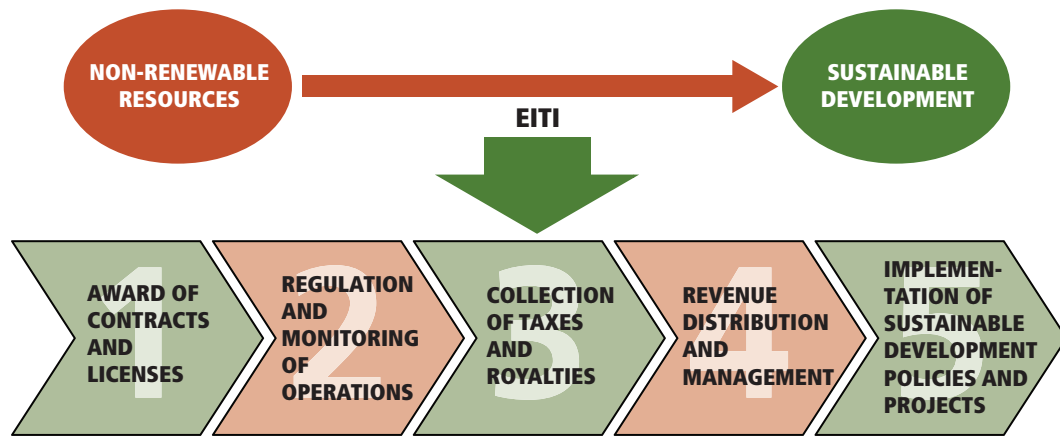 NON-RENEWABLE
RESOURCES
SUSTAINABLE
DEVELOPMENT
EITI
1
AWARD OF
CONTRACTS
AND
LICENSES
2
REGULATION
AND
MONITORING
OF
OPERATIONS
3
COLLECTION
OF TAXES
AND
ROYALTIES
4
REVENUE
DISTRIBUTION
AND
MANAGEMENT
5
IMPLEMEN-
TATION OF
SUSTAINABLE
DEVELOPMENT
POLICIES AND
PROJECTS